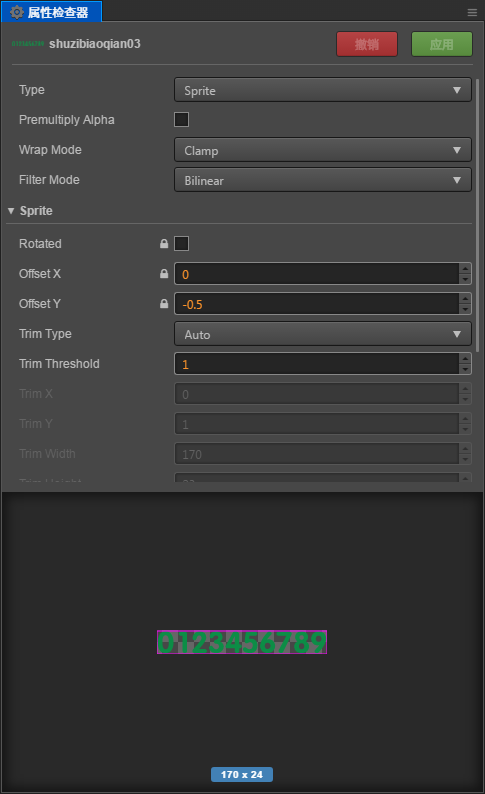 属性检查器
shuzibiaoqian03
撤销
应用
Type
Sprite
Premultiply Alpha
Wrap Mode
Clamp
Filter Mode
Bilinear
Sprite
Rotated
Offset X
0
Offset Y
-0.5
Trim Type
Auto
Trim Threshold
1
Trim X
0
Trim Y
1
Trim Width
170
Trim Height
0123456789
170 x 24